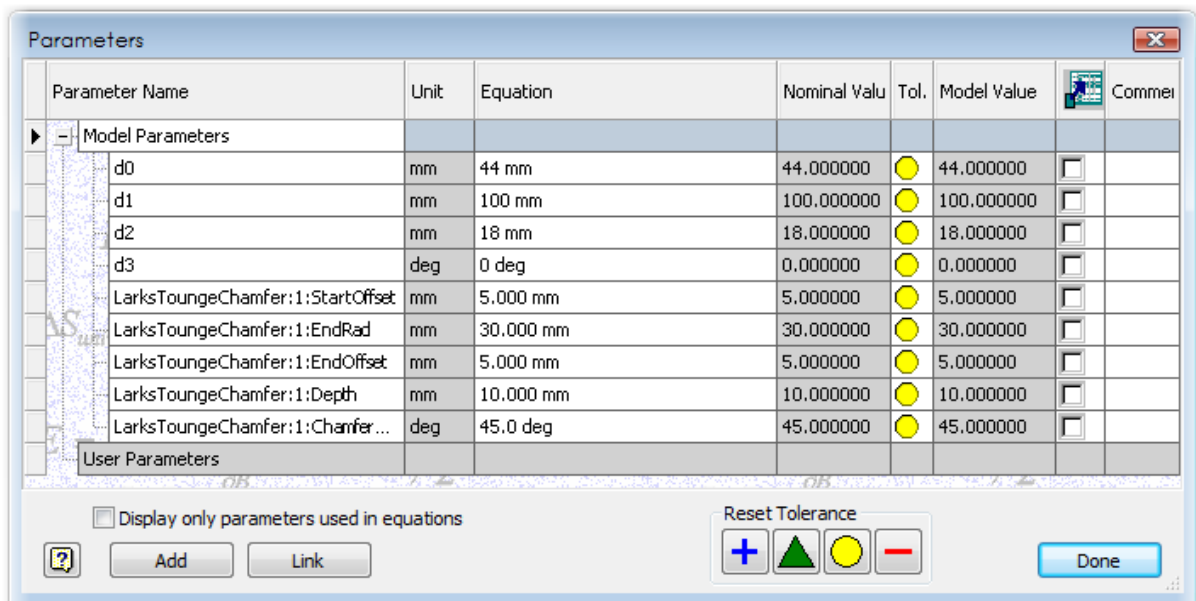 Parameters
Parameter Name Unit Equation Nominal Valu Tol. Model Value Commei
Model Parameters
d0 mm 44 mm 44.000000 44.000000
d1 mm 100 mm 100.000000 100.000000
d2 mm 18 mm 18.000000 18.000000
d3 deg 0 deg 0.000000 0.000000
LarksToungeChamfer:1:StartOffset mm 5.000 mm 5.000000 5.000000
LarksToungeChamfer:1:EndRad mm 30.000 mm 30.000000 30.000000
LarksToungeChamfer:1:EndOffset mm 5.000 mm 5.000000 5.000000
LarksToungeChamfer:1:Depth mm 10.000 mm 10.000000 10.000000
LarksToungeChamfer:1:Chamfer... deg 45.0 deg 45.000000 45.000000
User Parameters
Display only parameters used in equations
Reset Tolerance
Add Link Done